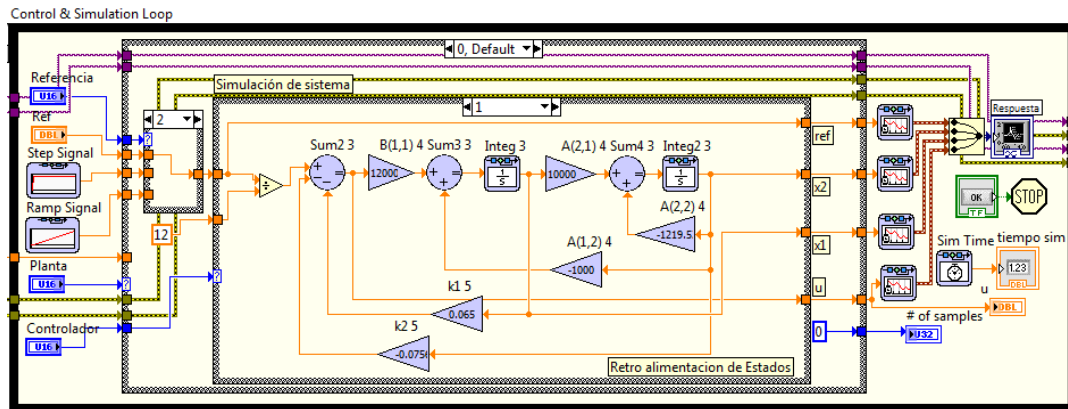 Control & Simulation Loop
0, Default
Referencia
U16
Simulación de sistema
2
1
Respuesta
Ref
DBL
ref
Step Signal
Sum2 3
B(1,1) 4
Sum3 3
Integ 3
A(2,1) 4
Sum4 3
Integ2 3
12000
1
s
10000
1
s
x2
OK
TF
STOP
Ramp Signal
A(2,2) 4
-1219.5
12
A(1,2) 4
-1000
x1
Sim Time
tiempo sim
1.23
DBL
Planta
U16
k1 5
0.065
u
u
DBL
k2 5
-0.075
# of samples
Controlador
U16
0
U32
Retro alimentacion de Estados